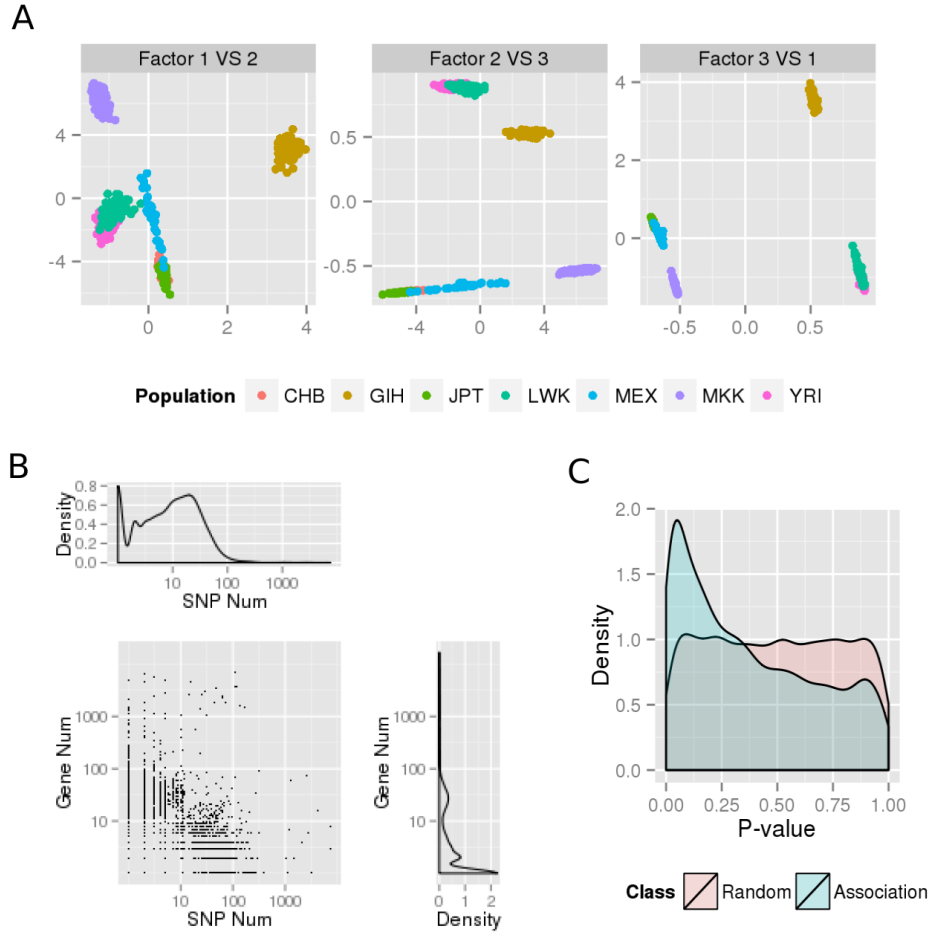 A
Factor 1 VS 2
Factor 2 VS 3
Factor 3 VS 1
4
0
-4
0 2 4
0.5
0.0
-0.5
-4 0 4
4
2
0
-0.5 0.0 0.5
Population CHB GIH JPT LWK MEX MKK YRI
B
Density
0.8
0.6
0.4
0.2
0.0
10 100 1000
SNP Num
Gene Num
1000
100
10
10 100 1000
SNP Num
Gene Num
1000
100
10
0 1 2
Density
C
Density
2.0
1.5
1.0
0.5
0.0
0.00 0.25 0.50 0.75 1.00
P-value
Class Random Association